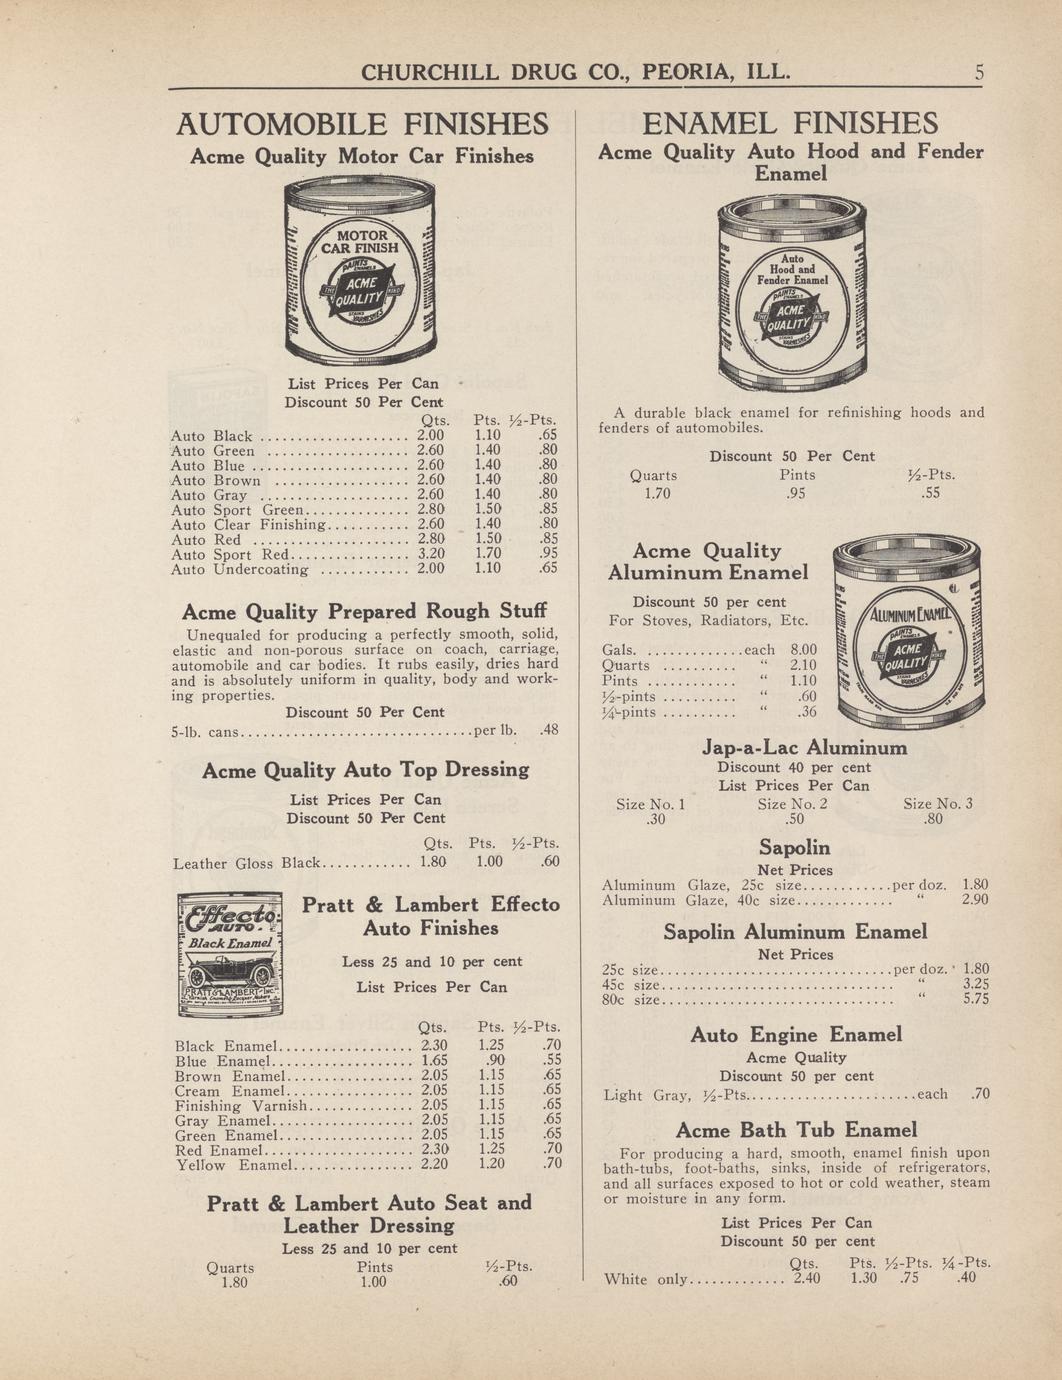 CHURCHILL DRUG CO., PEORIA, ILL. 5
AUTOMOBILE FINISHES
Acme Quality Motor Car Finishes
MOTOR
CAR FINISH
PAINTS
ENAMELS
THE ACME KIND
QUALITY
STAINS
VARNISHES
List Prices Per Can
Discount 50 Per Cent
Qts. Pts. ½-Pts.
Auto Black .................... 2.00 1.10 .65
Auto Green ................... 2.60 1.40 .80
Auto Blue ..................... 2.60 1.40 .80
Auto Brown .................. 2.60 1.40 .80
Auto Gray .................... 2.60 1.40 .80
Auto Sport Green.............. 2.80 1.50 .85
Auto Clear Finishing........... 2.60 1.40 .80
Auto Red ..................... 2.80 1.50 .85
Auto Sport Red................ 3.20 1.70 .95
Auto Undercoating ............ 2.00 1.10 .65
Acme Quality Prepared Rough Stuff
Unequaled for producing a perfectly smooth, solid,
elastic and non-porous surface on coach, carriage,
automobile and car bodies. It rubs easily, dries hard
and is absolutely uniform in quality, body and work-
ing properties.
Discount 50 Per Cent
5-lb. cans..............................per lb. .48
Acme Quality Auto Top Dressing
List Prices Per Can
Discount 50 Per Cent
Qts. Pts. ½-Pts.
Leather Gloss Black............ 1.80 1.00 .60
Effecto
AUTO
Black Enamel
PRATT & LAMBERT-INC.
Pratt & Lambert Effecto
Auto Finishes
Less 25 and 10 per cent
List Prices Per Can
Qts. Pts. ½-Pts.
Black Enamel.................. 2.30 1.25 .70
Blue Enamel................... 1.65 .90 .55
Brown Enamel................. 2.05 1.15 .65
Cream Enamel................. 2.05 1.15 .65
Finishing Varnish.............. 2.05 1.15 .65
Gray Enamel................... 2.05 1.15 .65
Green Enamel.................. 2.05 1.15 .65
Red Enamel.................... 2.30 1.25 .70
Yellow Enamel................ 2.20 1.20 .70
Pratt & Lambert Auto Seat and
Leather Dressing
Less 25 and 10 per cent
Quarts Pints ½-Pts.
1.80 1.00 .60
ENAMEL FINISHES
Acme Quality Auto Hood and Fender
Enamel
Auto
Hood and
Fender Enamel
PAINTS
ENAMELS
THE ACME KIND
QUALITY
STAINS
VARNISHES
A durable black enamel for refinishing hoods and
fenders of automobiles.
Discount 50 Per Cent
Quarts Pints ½-Pts.
1.70 .95 .55
Acme Quality
Aluminum Enamel
Discount 50 per cent
For Stoves, Radiators, Etc.
Gals. .............each 8.00
Quarts .......... “ 2.10
Pints ............ “ 1.10
½-pints .......... “ .60
¼-pints .......... “ .36
ALUMINUM ENAMEL
PAINTS
ENAMELS
THE ACME KIND
QUALITY
STAINS
VARNISHES
Jap-a-Lac Aluminum
Discount 40 per cent
List Prices Per Can
Size No. 1 Size No. 2 Size No. 3
.30 .50 .80
Sapolin
Net Prices
Aluminum Glaze, 25c size............per doz. 1.80
Aluminum Glaze, 40c size............. “ 2.90
Sapolin Aluminum Enamel
Net Prices
25c size...............................per doz. 1.80
45c size............................... “ 3.25
80c size............................... “ 5.75
Auto Engine Enamel
Acme Quality
Discount 50 per cent
Light Gray, ½-Pts.......................each .70
Acme Bath Tub Enamel
For producing a hard, smooth, enamel finish upon
bath-tubs, foot-baths, sinks, inside of refrigerators,
and all surfaces exposed to hot or cold weather, steam
or moisture in any form.
List Prices Per Can
Discount 50 per cent
Qts. Pts. ½-Pts. ¼-Pts.
White only............. 2.40 1.30 .75 .40